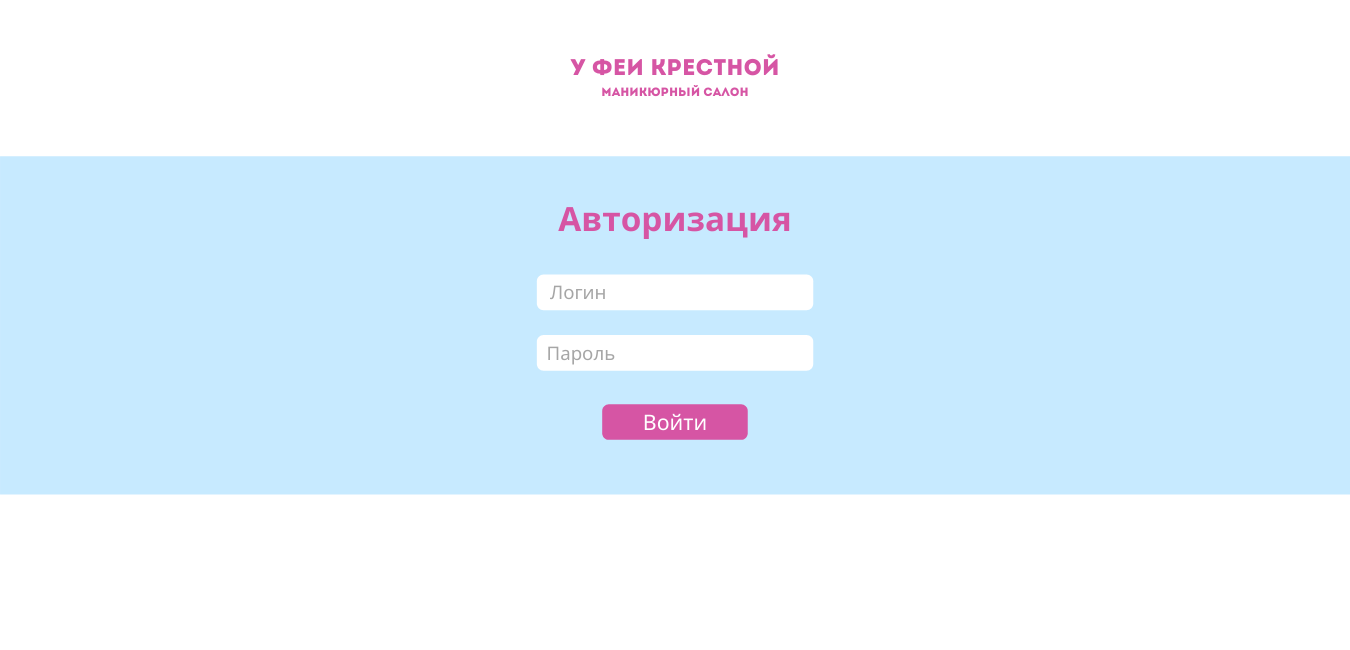 У ФЕИ КРЕСТНОЙ
МАНИКЮРНЫЙ САЛОН
Авторизация
Логин
Пароль
Войти